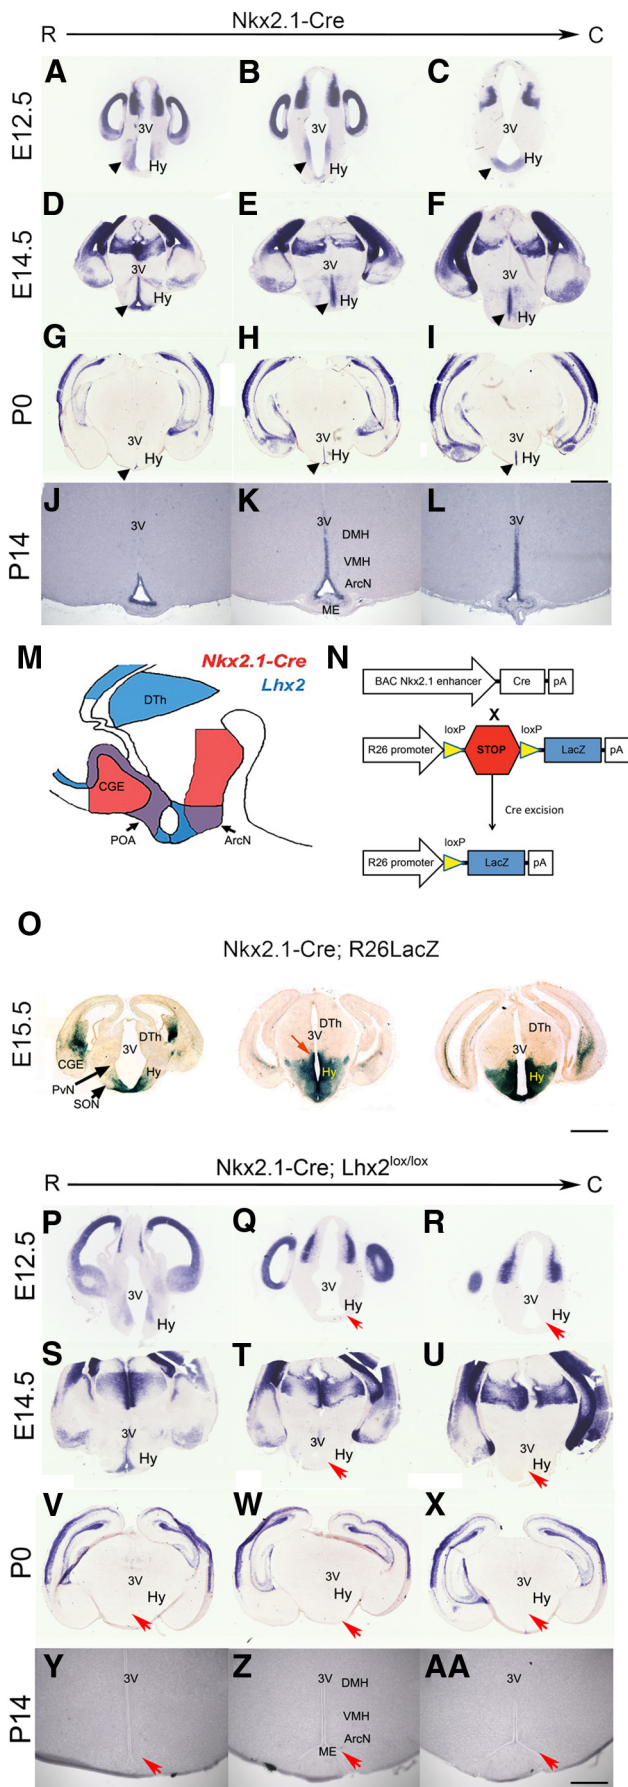 Nkx2.1-Cre
R C
E12.5
A B C
3V 3V 3V
Hy Hy Hy
E14.5
D E F
3V 3V 3V
Hy Hy Hy
P0
G H I
3V 3V 3V
Hy Hy Hy
P14
J K L
3V 3V 3V
DMH
VMH
ArcN
ME
M
Nkx2.1-Cre
Lhx2
DTh
CGE
POA
ArcN
N
BAC Nkx2.1 enhancer Cre pA
X
loxP loxP
R26 promoter STOP LacZ pA
Cre excision
loxP
R26 promoter LacZ pA
O
Nkx2.1-Cre; R26LacZ
E15.5
DTh DTh DTh
3V 3V 3V
CGE Hy Hy Hy
PvN
SON
Nkx2.1-Cre; Lhx2lox/lox
R C
E12.5
P Q R
3V 3V 3V
Hy Hy Hy
E14.5
S T U
3V 3V 3V
Hy Hy Hy
P0
V W X
3V 3V 3V
Hy Hy Hy
P14
Y Z AA
3V 3V 3V
DMH
VMH
ArcN
ME